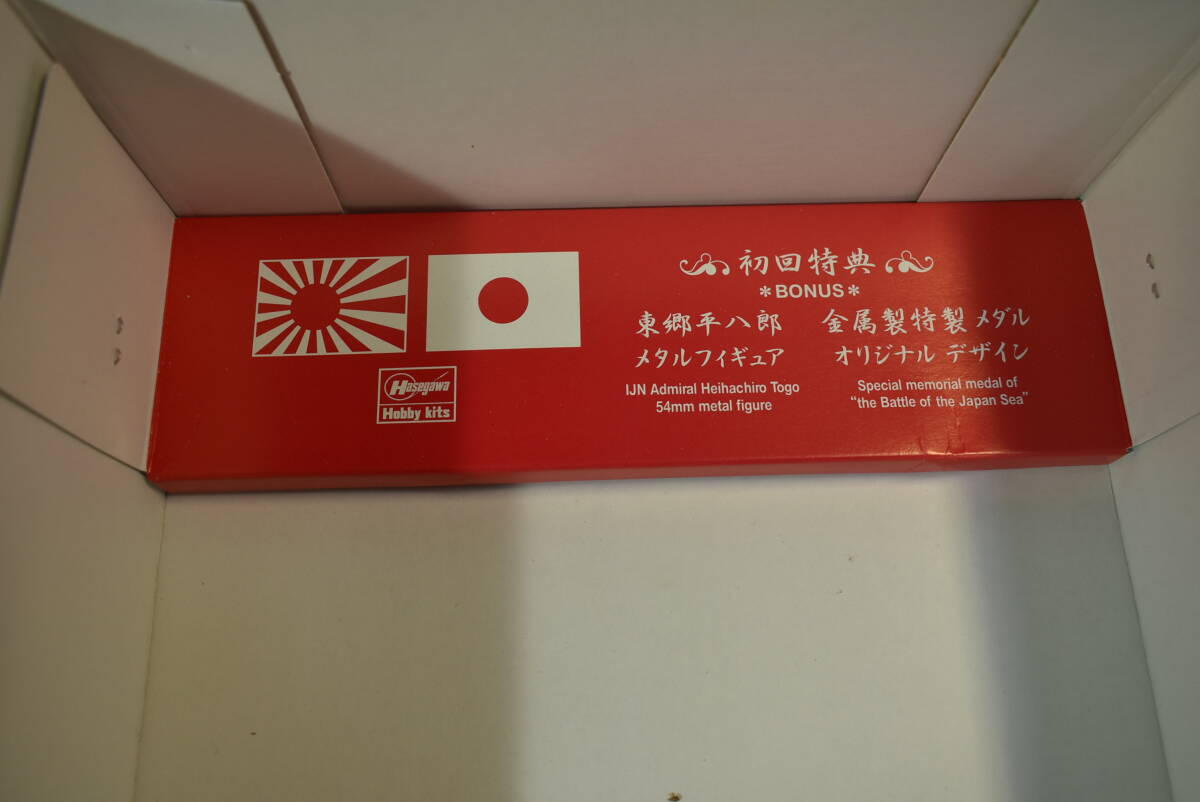 初回特典
*BONUS*
東郷平八郎
メタルフィギュア
IJN Admiral Heihachiro Togo
54mm metal figure
金属製特製メダル
オリジナル デザイン
Special memorial medal of
"the Battle of the Japan Sea"
Hasegawa
Hobby kits